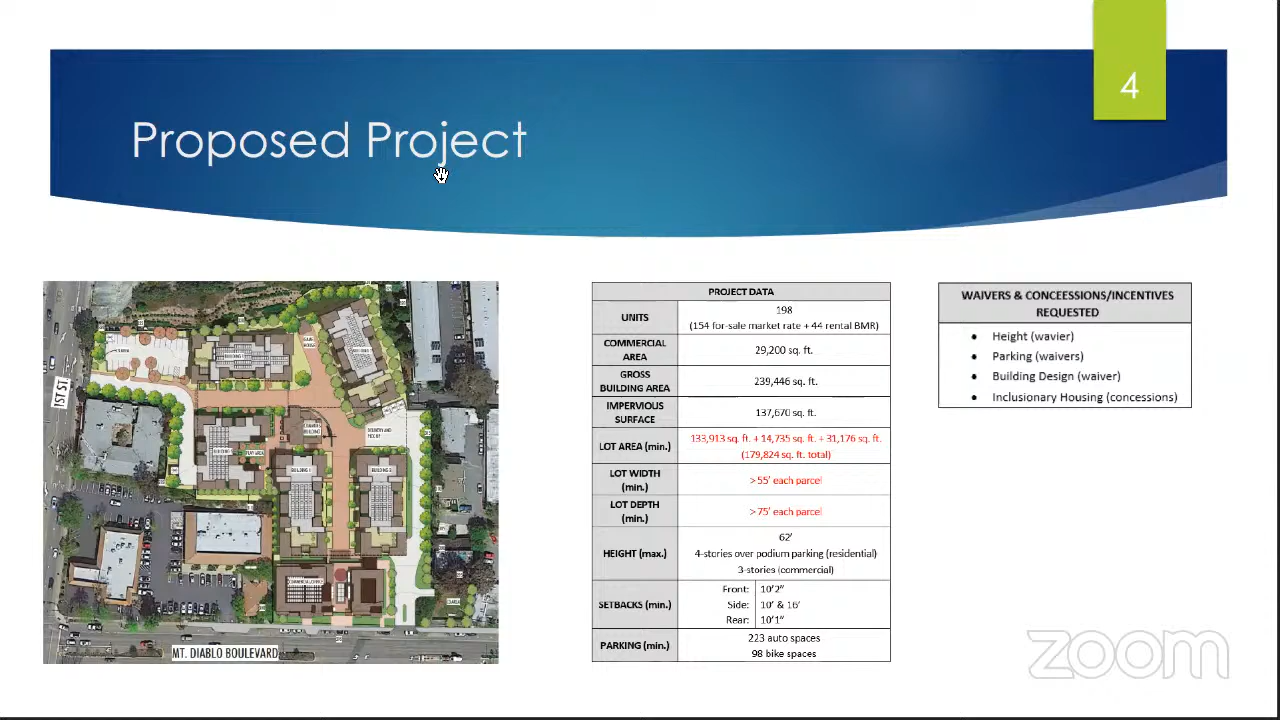 4
Proposed Project
1ST ST.
MT. DIABLO BOULEVARD
PROJECT DATA
UNITS
198
(154 for-sale market rate + 44 rental BMR)
COMMERCIAL
AREA
29,200 sq. ft.
GROSS
BUILDING AREA
239,446 sq. ft.
IMPERVIOUS
SURFACE
137,670 sq. ft.
LOT AREA (min.)
133,913 sq. ft. + 14,735 sq. ft. + 31,176 sq. ft.
(179,824 sq. ft. total)
LOT WIDTH
(min.)
>55' each parcel
LOT DEPTH
(min.)
>75' each parcel
HEIGHT (max.)
62'
4-stories over podium parking (residential)
3-stories (commercial)
SETBACKS (min.)
Front: 10'2"
Side: 10' & 16'
Rear: 10'1"
PARKING (min.)
223 auto spaces
98 bike spaces
WAIVERS & CONCEESSIONS/INCENTIVES
REQUESTED
• Height (wavier)
• Parking (waivers)
• Building Design (waiver)
• Inclusionary Housing (concessions)
zoom